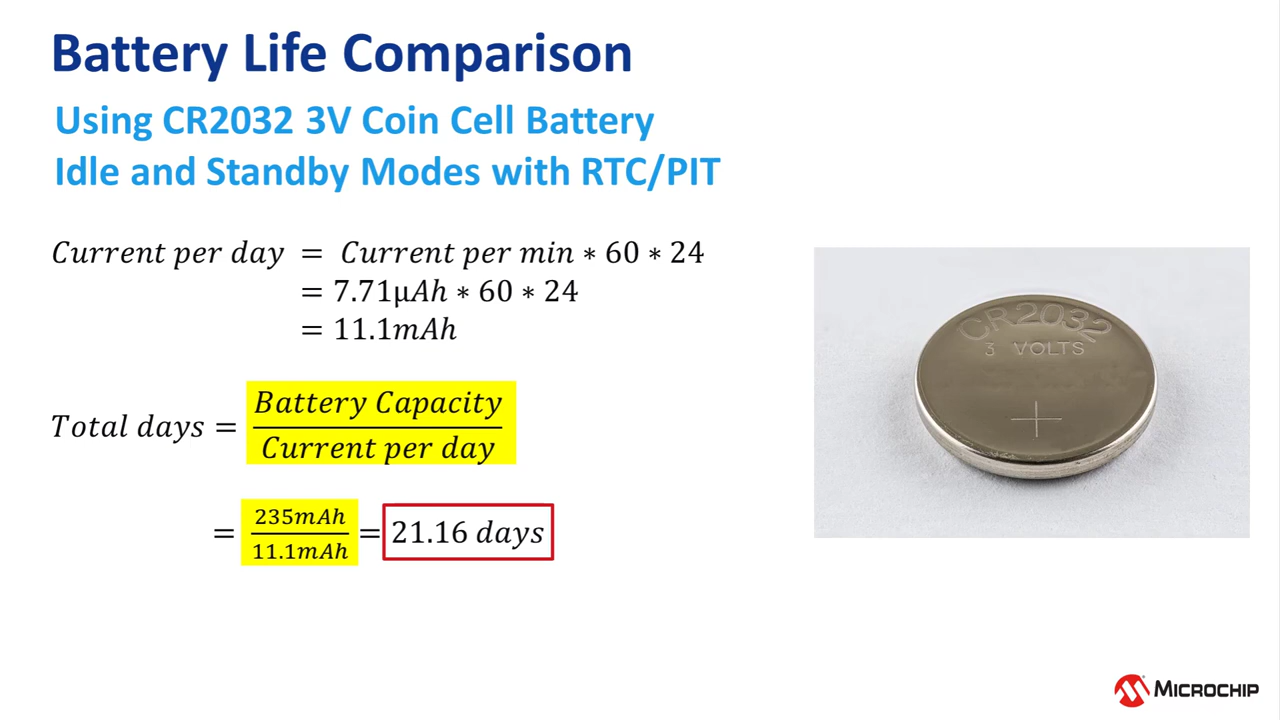 Battery Life Comparison
Using CR2032 3V Coin Cell Battery
Idle and Standby Modes with RTC/PIT
Current per day = Current per min ∗ 60 ∗ 24
= 7.71µAh ∗ 60 ∗ 24
= 11.1mAh
Total days = Battery Capacity / Current per day
= 235mAh / 11.1mAh = 21.16 days
CR2032
3 VOLTS
+
MICROCHIP